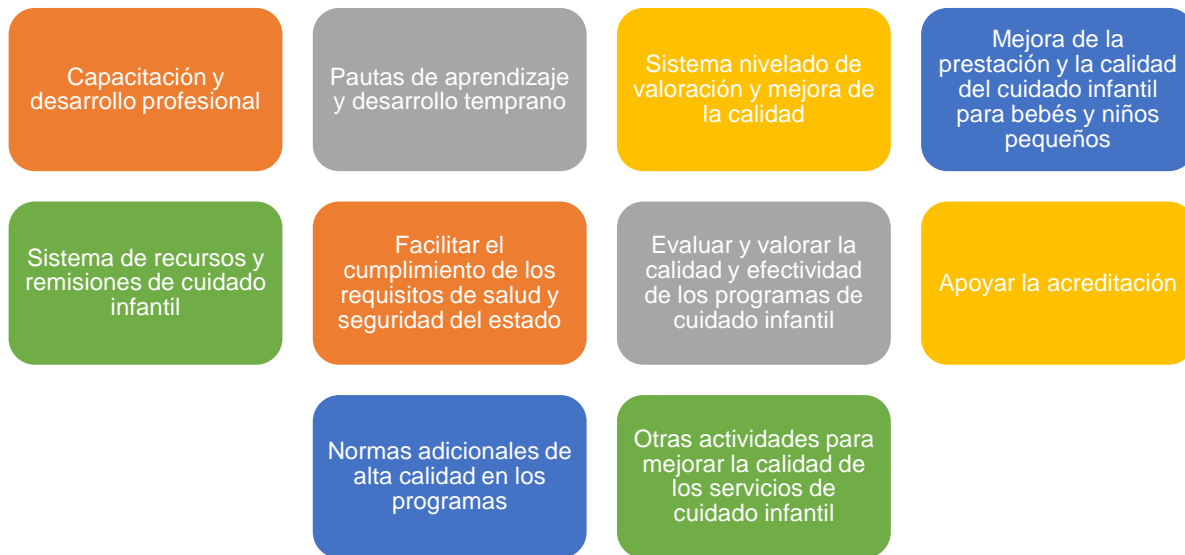 Capacitación y
desarrollo profesional
Pautas de aprendizaje
y desarrollo temprano
Sistema nivelado de
valoración y mejora de
la calidad
Mejora de la
prestación y la calidad
del cuidado infantil
para bebés y niños
pequeños
Sistema de recursos y
remisiones de cuidado
infantil
Facilitar el
cumplimiento de los
requisitos de salud y
seguridad del estado
Evaluar y valorar la
calidad y efectividad
de los programas de
cuidado infantil
Apoyar la acreditación
Normas adicionales de
alta calidad en los
programas
Otras actividades para
mejorar la calidad de
los servicios de
cuidado infantil